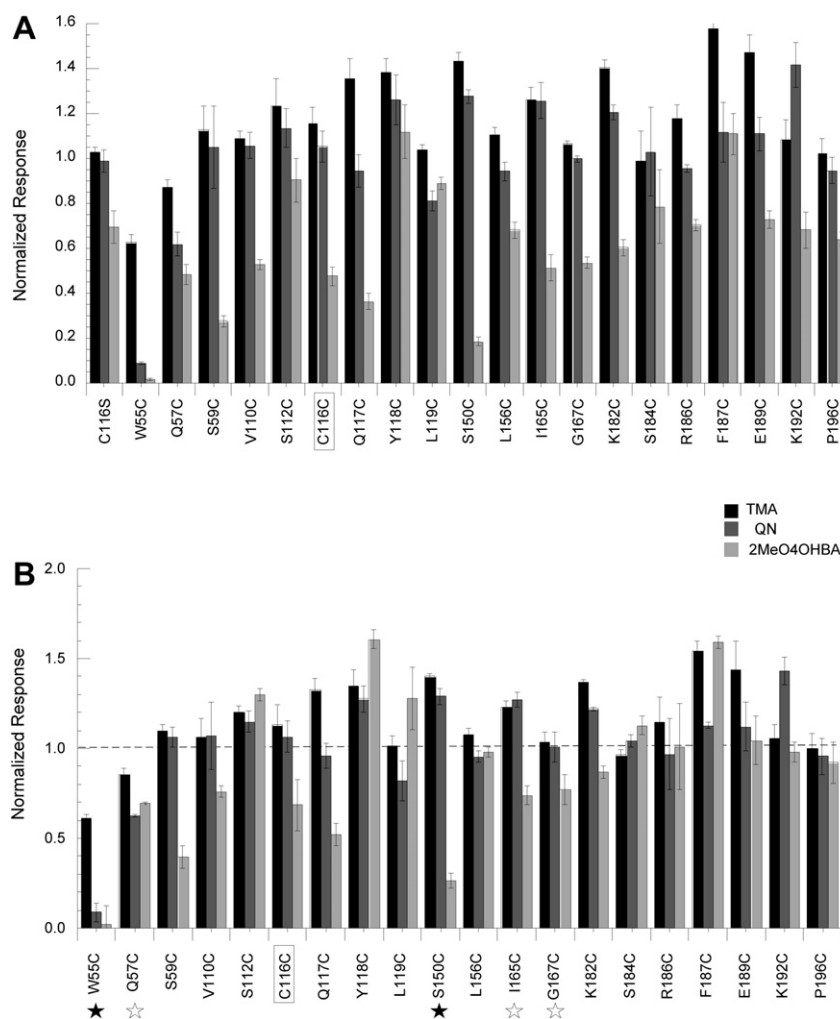 A
Normalized Response
1.6
1.4
1.2
1.0
0.8
0.6
0.4
0.2
0.0
C116S W55C Q57C S59C V110C S112C C116C Q117C Y118C L119C S150C L156C I165C G167C K182C S184C R186C F187C E189C K192C P196C
TMA
QN
2MeO4OHBA
B
Normalized Response
2.0
1.5
1.0
0.5
0.0
W55C Q57C S59C V110C S112C C116C Q117C Y118C L119C S150C L156C I165C G167C K182C S184C R186C F187C E189C K192C P196C
★ ☆ ★ ☆ ☆